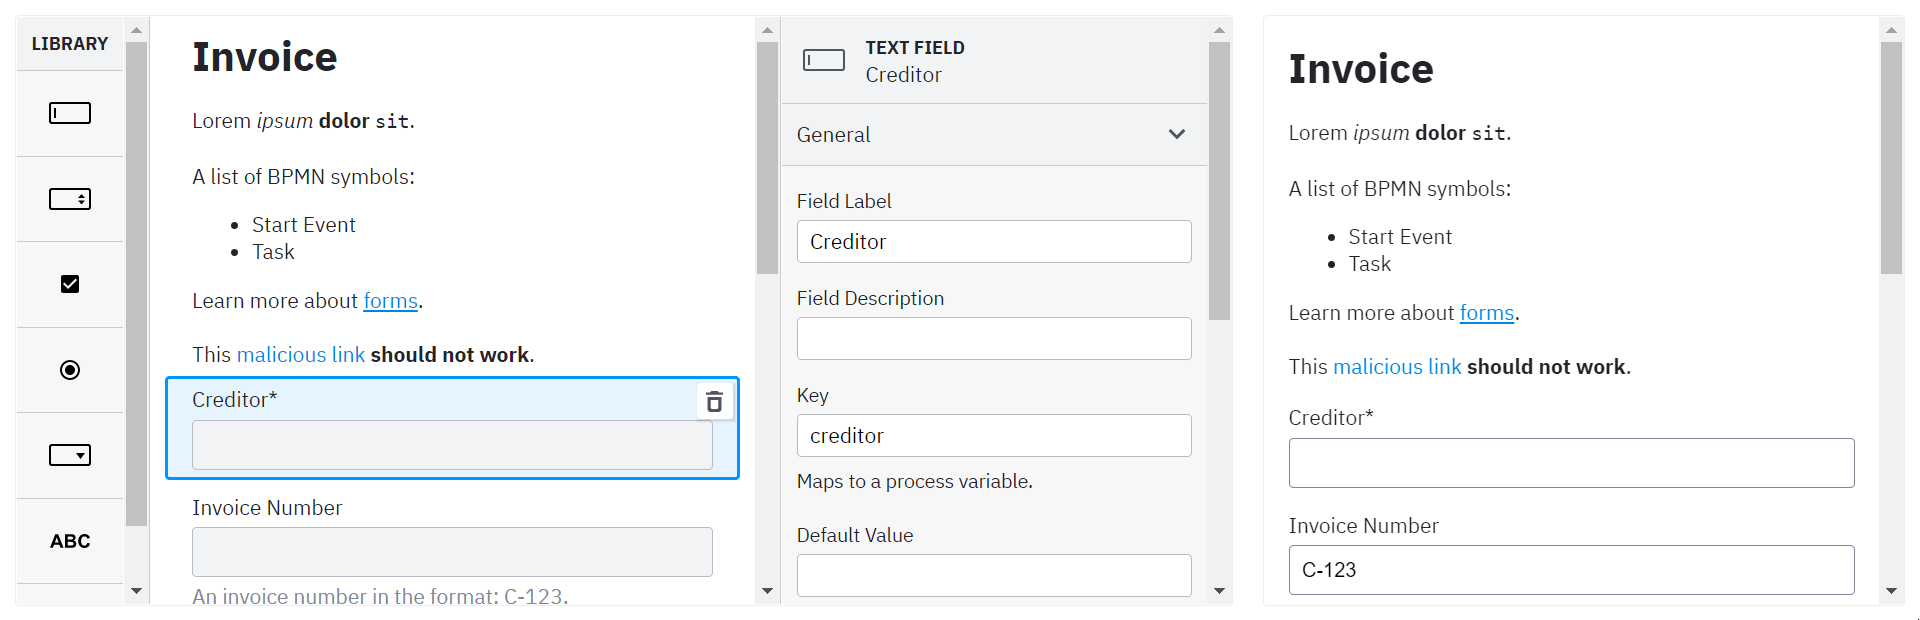 LIBRARY
ABC
Invoice
Lorem ipsum dolor sit.
A list of BPMN symbols:
• Start Event
• Task
Learn more about forms.
This malicious link should not work.
Creditor*
Invoice Number
An invoice number in the format: C-123.
TEXT FIELD
Creditor
General
Field Label
Creditor
Field Description
Key
creditor
Maps to a process variable.
Default Value
Invoice
Lorem ipsum dolor sit.
A list of BPMN symbols:
• Start Event
• Task
Learn more about forms.
This malicious link should not work.
Creditor*
Invoice Number
C-123